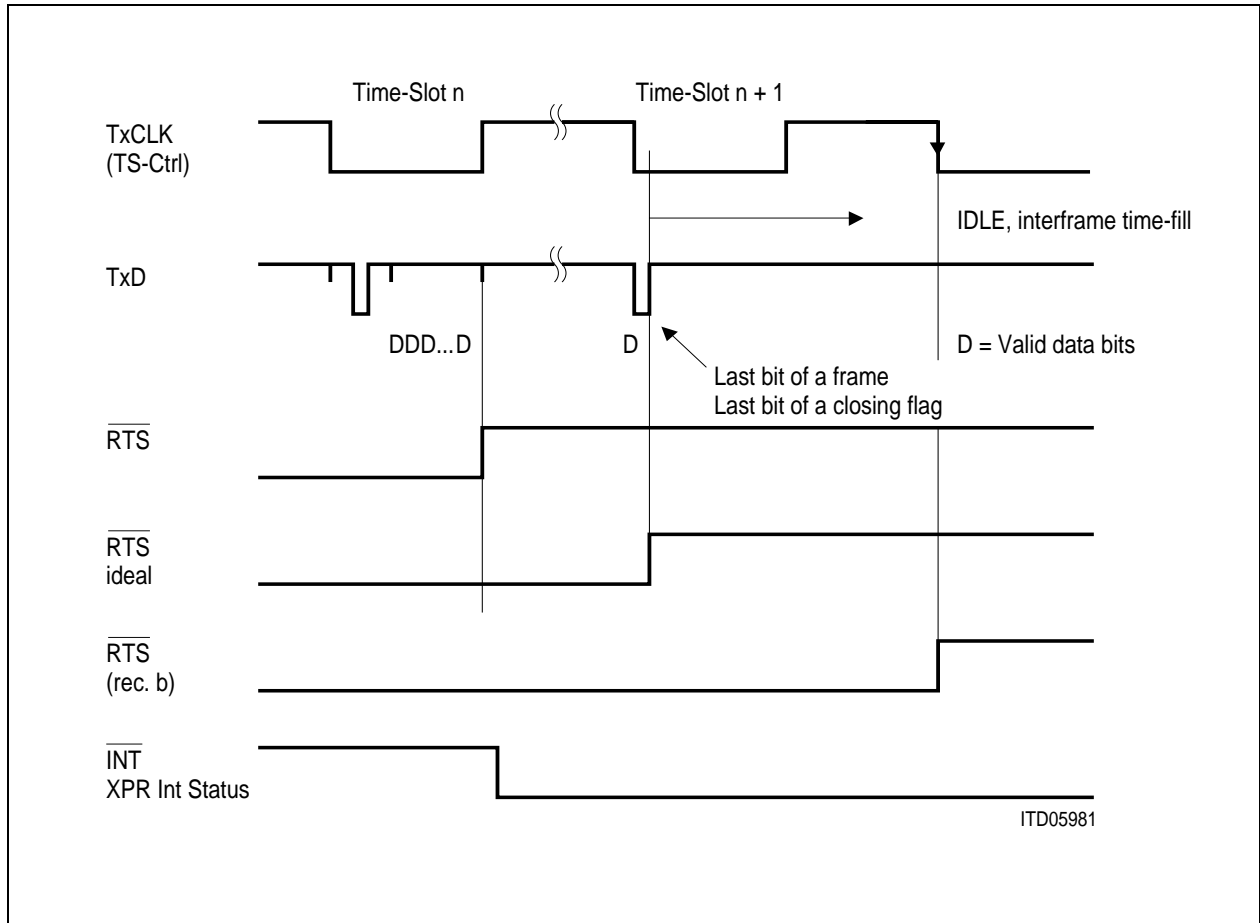 Time-Slot n
Time-Slot n + 1
TxCLK
(TS-Ctrl)
IDLE, interframe time-fill
TxD
DDD...D
D
D = Valid data bits
Last bit of a frame
Last bit of a closing flag
RTS
RTS
ideal
RTS
(rec. b)
INT
XPR Int Status
ITD05981